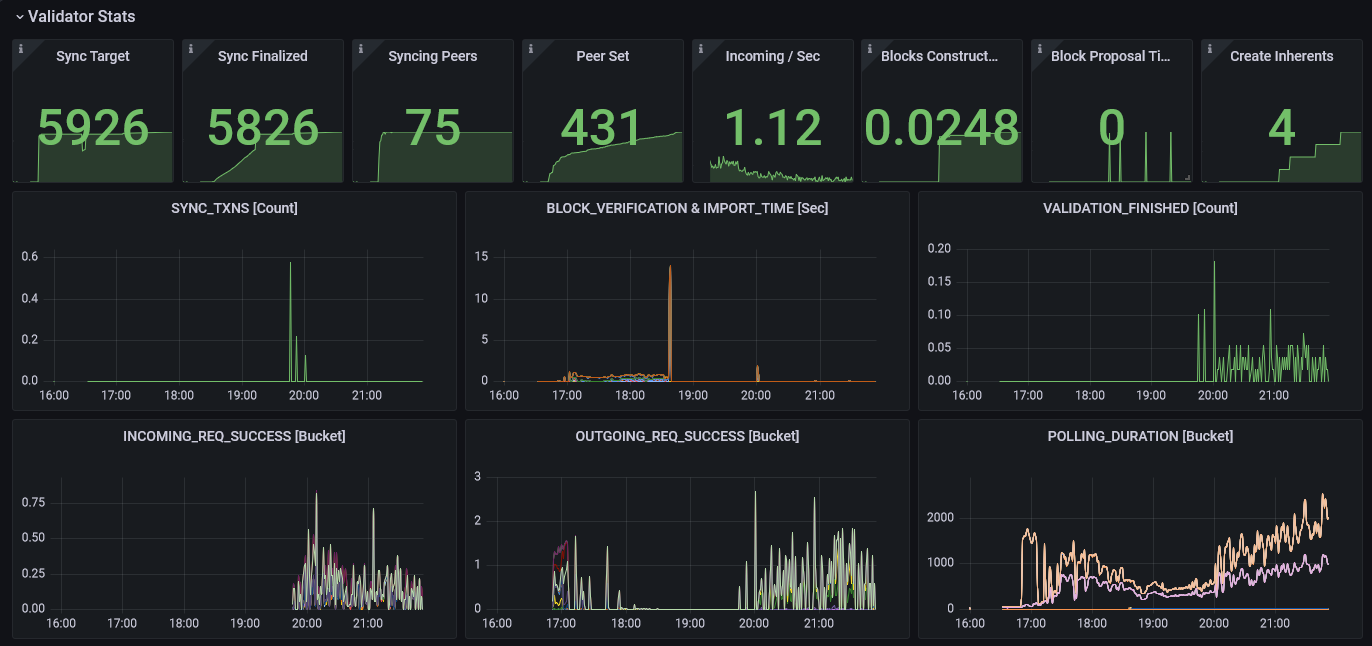 Validator Stats
Sync Target
Sync Finalized
Syncing Peers
Peer Set
Incoming / Sec
Blocks Construct...
Block Proposal Ti...
Create Inherents
5926
5826
75
431
1.12
0.0248
0
4
SYNC_TXNS [Count]
0.6
0.4
0.2
0.0
16:00 17:00 18:00 19:00 20:00 21:00
BLOCK_VERIFICATION & IMPORT_TIME [Sec]
15
10
5
0
16:00 17:00 18:00 19:00 20:00 21:00
VALIDATION_FINISHED [Count]
0.20
0.15
0.10
0.05
0.00
16:00 17:00 18:00 19:00 20:00 21:00
INCOMING_REQ_SUCCESS [Bucket]
0.75
0.50
0.25
0.00
16:00 17:00 18:00 19:00 20:00 21:00
OUTGOING_REQ_SUCCESS [Bucket]
3
2
1
0
16:00 17:00 18:00 19:00 20:00 21:00
POLLING_DURATION [Bucket]
2000
1000
0
16:00 17:00 18:00 19:00 20:00 21:00